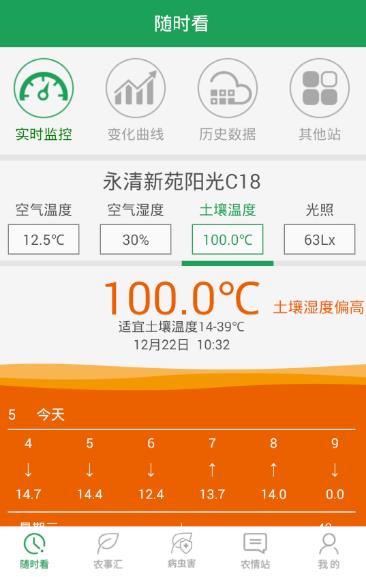 随时看
实时监控 变化曲线 历史数据 其他站
永清新苑阳光C18
空气温度 空气湿度 土壤温度 光照
12.5℃ 30% 100.0℃ 63Lx
100.0℃ 土壤湿度偏高
适宜土壤温度14-39℃
12月22日 10:32
5 今天
4 5 6 7 8 9
↓ ↓ ↓ ↑ ↑ ↓
14.7 14.4 12.4 13.7 14.0 0.0
随时看 农事汇 病虫害 农情站 我的